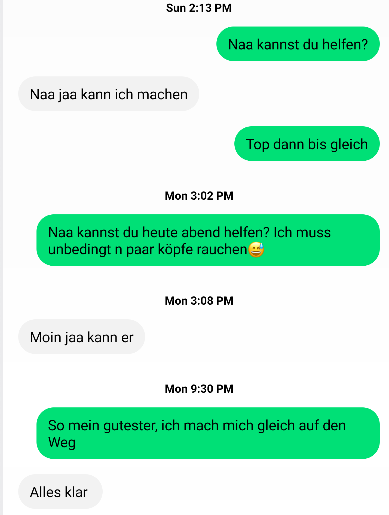 Sun 2:13 PM
Naa kannst du helfen?
Naa jaa kann ich machen
Top dann bis gleich
Mon 3:02 PM
Naa kannst du heute abend helfen? Ich muss
unbedingt n paar köpfe rauchen😅
Mon 3:08 PM
Moin jaa kann er
Mon 9:30 PM
So mein gutester, ich mach mich gleich auf den
Weg
Alles klar